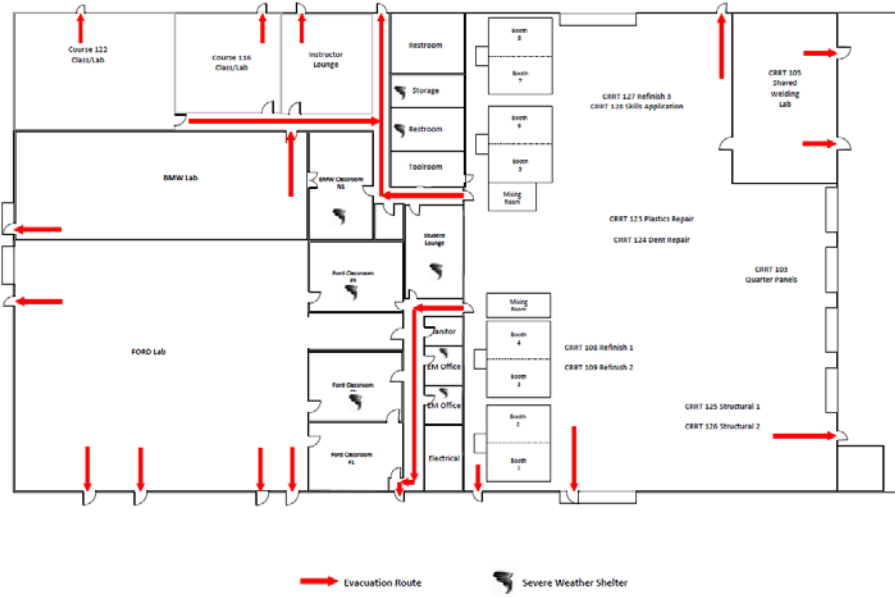 Course 122
Class/Lab
Course 116
Class/Lab
Instructor
Lounge
Restroom
Storage
Restroom
Toolroom
Booth
8
Booth
7
Booth
6
Booth
Mixing
Room
CRRT 127 Refinish 3
CRRT 128 Skills Application
CRRT 105
Shared
Welding
Lab
BMW Lab
BMW Classroom
Student
Lounge
CRRT 123 Plastics Repair
CRRT 124 Dent Repair
CRRT 103
Quarter Panels
Ford Classroom
FORD Lab
Mixing
Room
Janitor
EM Office
EM Office
Electrical
Booth
4
Booth
3
Booth
2
Booth
1
CRRT 108 Refinish 1
CRRT 109 Refinish 2
CRRT 125 Structural 1
CRRT 126 Structural 2
Ford Classroom
Ford Classroom
F1
Evacuation Route
Severe Weather Shelter